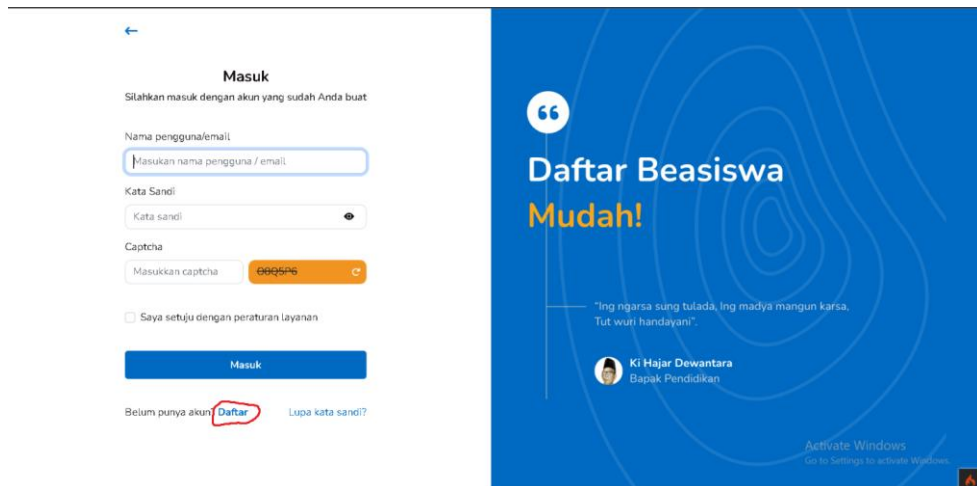 Masuk
Silahkan masuk dengan akun yang sudah Anda buat
Nama pengguna/email
Masukan nama pengguna / email
Kata Sandi
Kata sandi
Captcha
Masukkan captcha
Saya setuju dengan peraturan layanan
Masuk
Belum punya akun? Daftar Lupa kata sandi?
Daftar Beasiswa
Mudah!
“Ing ngarsa sung tulada, Ing madya mangun karsa,
Tut wuri handayani”.
Ki Hajar Dewantara
Bapak Pendidikan
Activate Windows
Go to Settings to activate Windows.